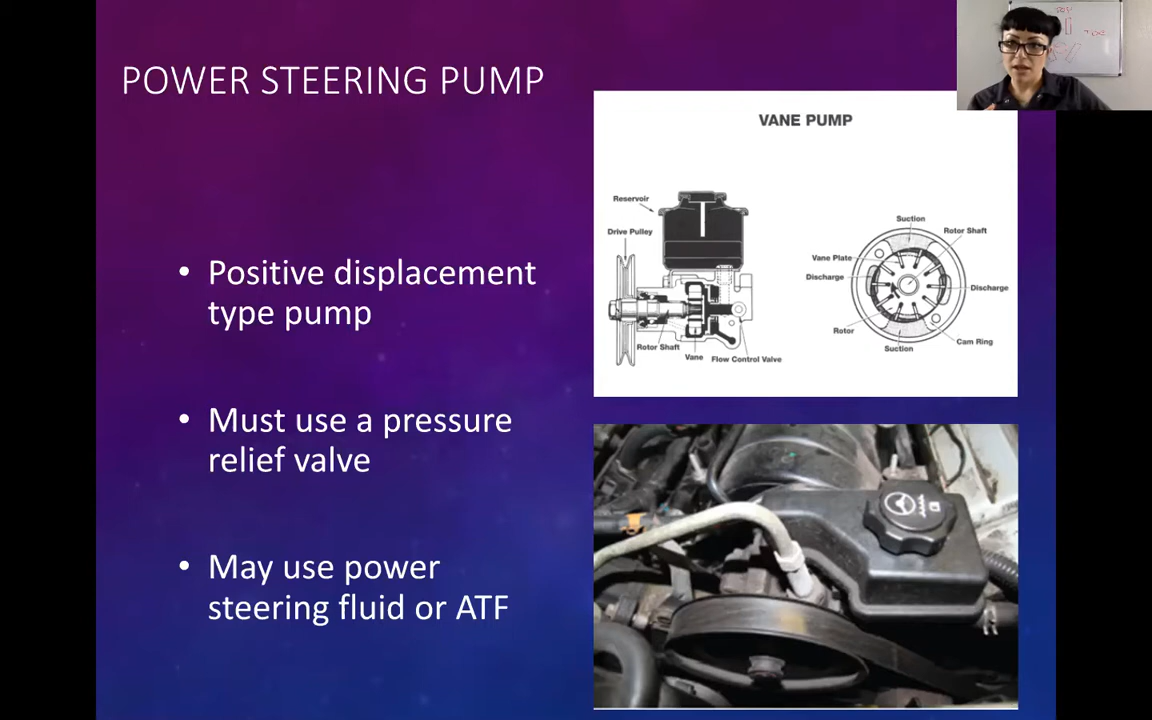 POWER STEERING PUMP
• Positive displacement
type pump
• Must use a pressure
relief valve
• May use power
steering fluid or ATF
VANE PUMP
Reservoir
Drive Pulley
Rotor Shaft
Vane
Flow Control Valve
Suction
Rotor Shaft
Vane Plate
Discharge
Discharge
Rotor
Cam Ring
Suction